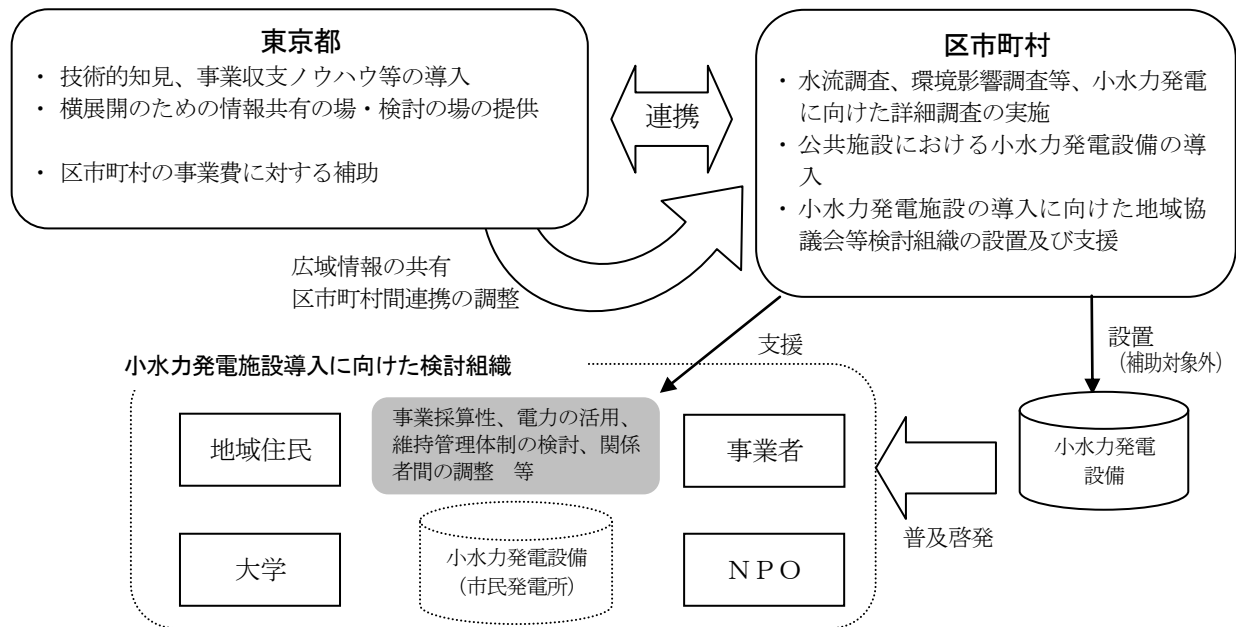 東京都
・ 技術的知見、事業収支ノウハウ等の導入
・ 横展開のための情報共有の場・検討の場の提供
・ 区市町村の事業費に対する補助
連携
区市町村
・ 水流調査、環境影響調査等、小水力発電
に向けた詳細調査の実施
・ 公共施設における小水力発電設備の導
入
・ 小水力発電施設の導入に向けた地域協
議会等検討組織の設置及び支援
広域情報の共有
区市町村間連携の調整
支援
設置
（補助対象外）
小水力発電
設備
普及啓発
小水力発電施設導入に向けた検討組織
地域住民
事業採算性、電力の活用、
維持管理体制の検討、関係
者間の調整　等
事業者
大学
小水力発電設備
（市民発電所）
ＮＰＯ